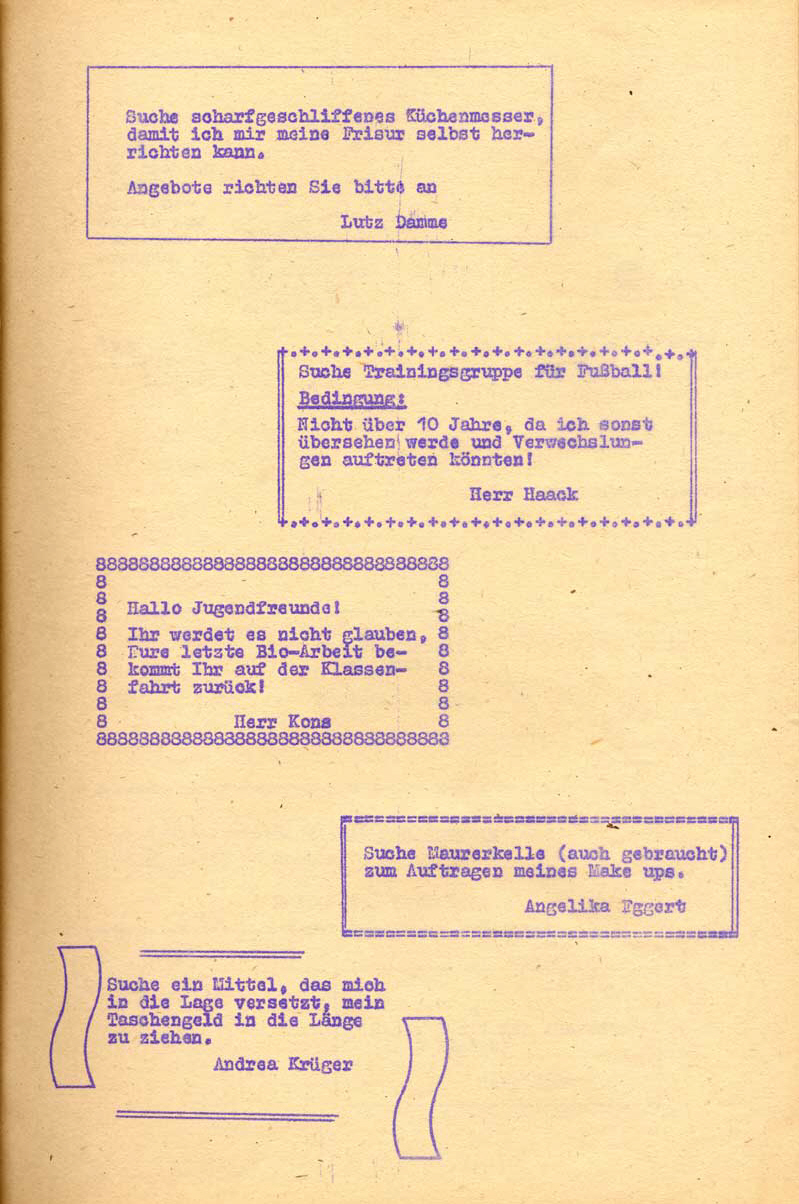 Suche scharfgeschliffenes Küchenmesser,
damit ich mir meine Frisur selbst her-
richten kann.
Angebote richten Sie bitte an
Lutz Damme
Suche Trainingsgruppe für Fußball!
Bedingung:
Nicht über 10 Jahre, da ich sonst
übersehen werde und Verwechslun-
gen auftreten könnten!
Herr Haack
Hallo Jugendfreunde!
Ihr werdet es nicht glauben,
Eure letzte Bio-Arbeit be-
kommt Ihr auf der Klassen-
fahrt zurück!
Herr Kons
Suche Maurerkelle (auch gebraucht)
zum Auftragen meines Make ups.
Angelika Eggert
Suche ein Mittel, das mich
in die Lage versetzt, mein
Taschengeld in die Länge
zu ziehen.
Andrea Krüger